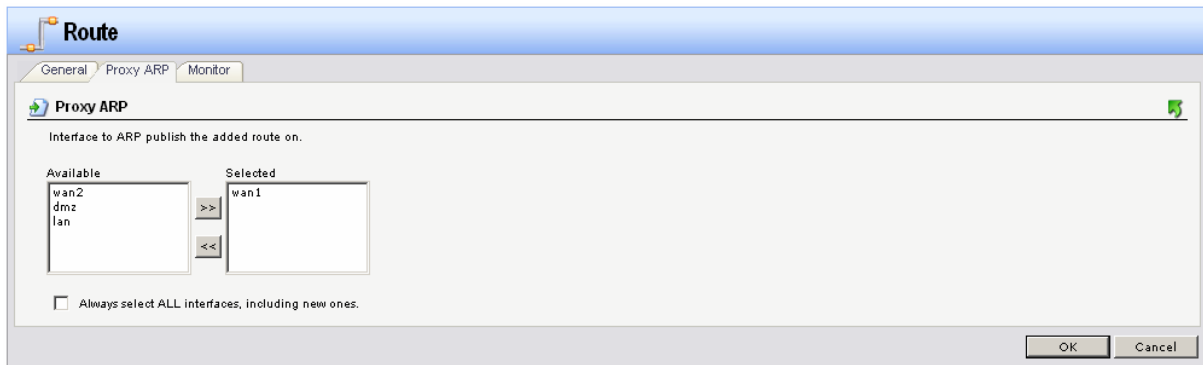 Route
General Proxy ARP Monitor
Proxy ARP
Interface to ARP publish the added route on.
Available Selected
wan2 wan1
dmz
>>
lan
<<
Always select ALL interfaces, including new ones.
OK Cancel